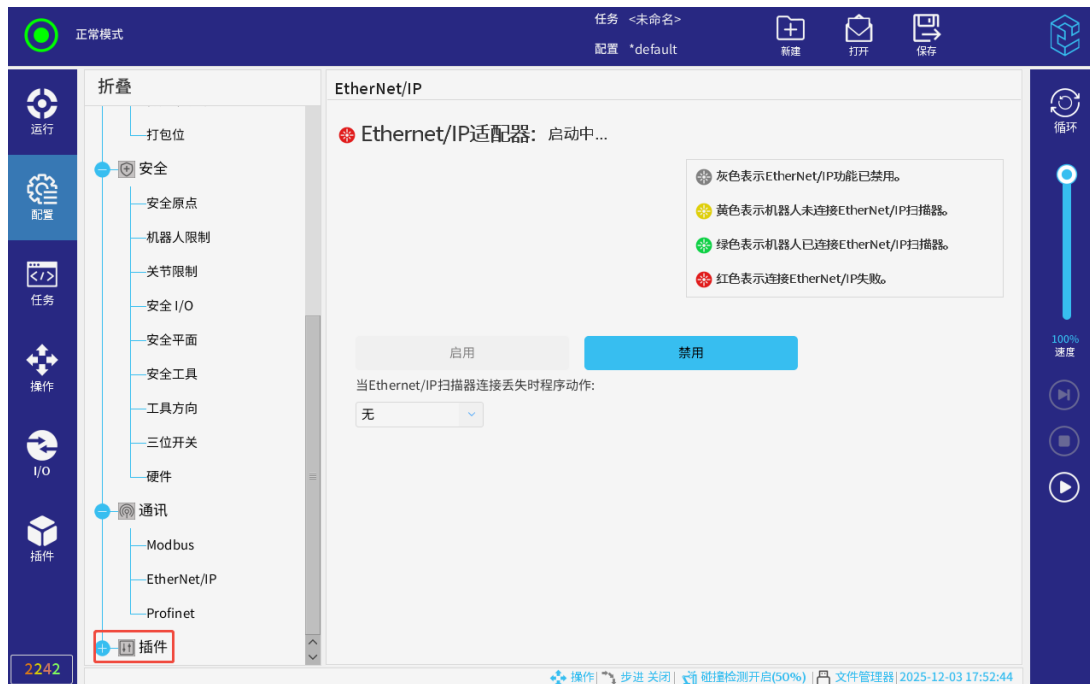 正常模式
任务 <未命名>
配置 *default
新建
打开
保存
运行
配置
任务
操作
I/O
插件
2242
折叠
打包位
安全
安全原点
机器人限制
关节限制
安全 I/O
安全平面
安全工具
工具方向
三位开关
硬件
通讯
Modbus
EtherNet/IP
Profinet
插件
EtherNet/IP
Ethernet/IP适配器: 启动中...
灰色表示EtherNet/IP功能已禁用。
黄色表示机器人未连接EtherNet/IP扫描器。
绿色表示机器人已连接EtherNet/IP扫描器。
红色表示连接EtherNet/IP失败。
启用
禁用
当Ethernet/IP扫描器连接丢失时程序动作:
无
循环
100%
速度
操作| 步进 关闭| 碰撞检测开启(50%) | 文件管理器| 2025-12-03 17:52:44